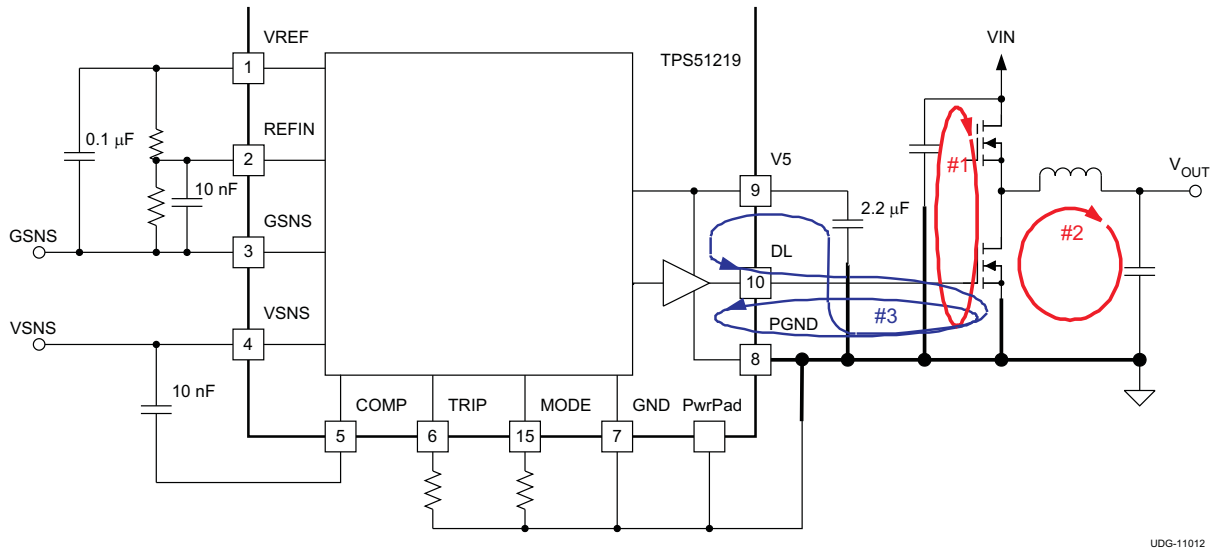 VREF
1
TPS51219
VIN
REFIN
0.1 μF
2
10 nF
V5
9
#1
V_OUT
2.2 μF
GSNS
GSNS
3
DL
10
#2
VSNS
VSNS
4
PGND
#3
8
10 nF
COMP
TRIP
MODE
GND
PwrPad
5
6
15
7
UDG-11012